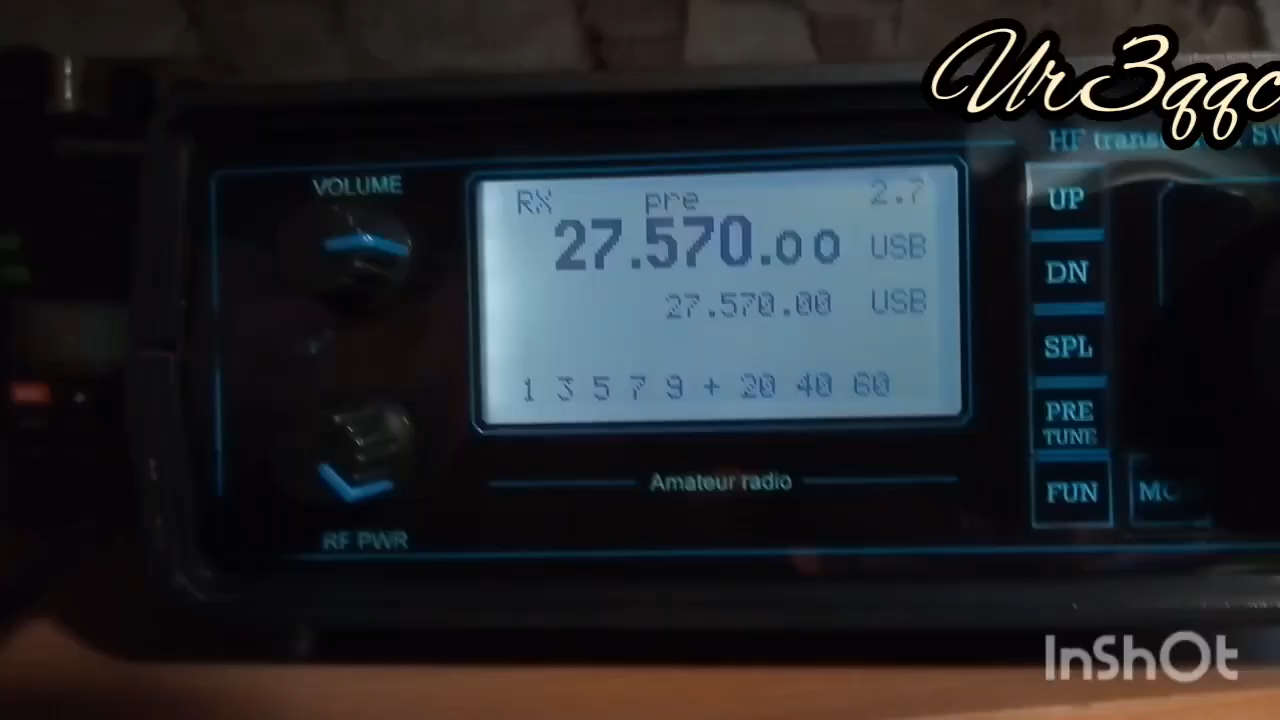 Ur3qqc
HF
VOLUME
RX pre 2.7
27.570.00 USB
27.570.00 USB
1 3 5 7 9 + 20 40 60
UP
DN
SPL
PRE
TUNE
FUN
Amateur radio
RF PWR
InShOt